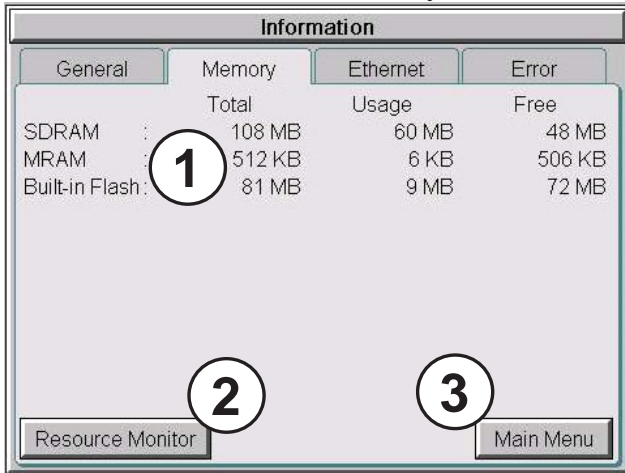 Information
General Memory Ethernet Error
Total Usage Free
SDRAM : 108 MB 60 MB 48 MB
MRAM : 512 KB 6 KB 506 KB
Built-in Flash : 81 MB 9 MB 72 MB
1
2 3
Resource Monitor Main Menu